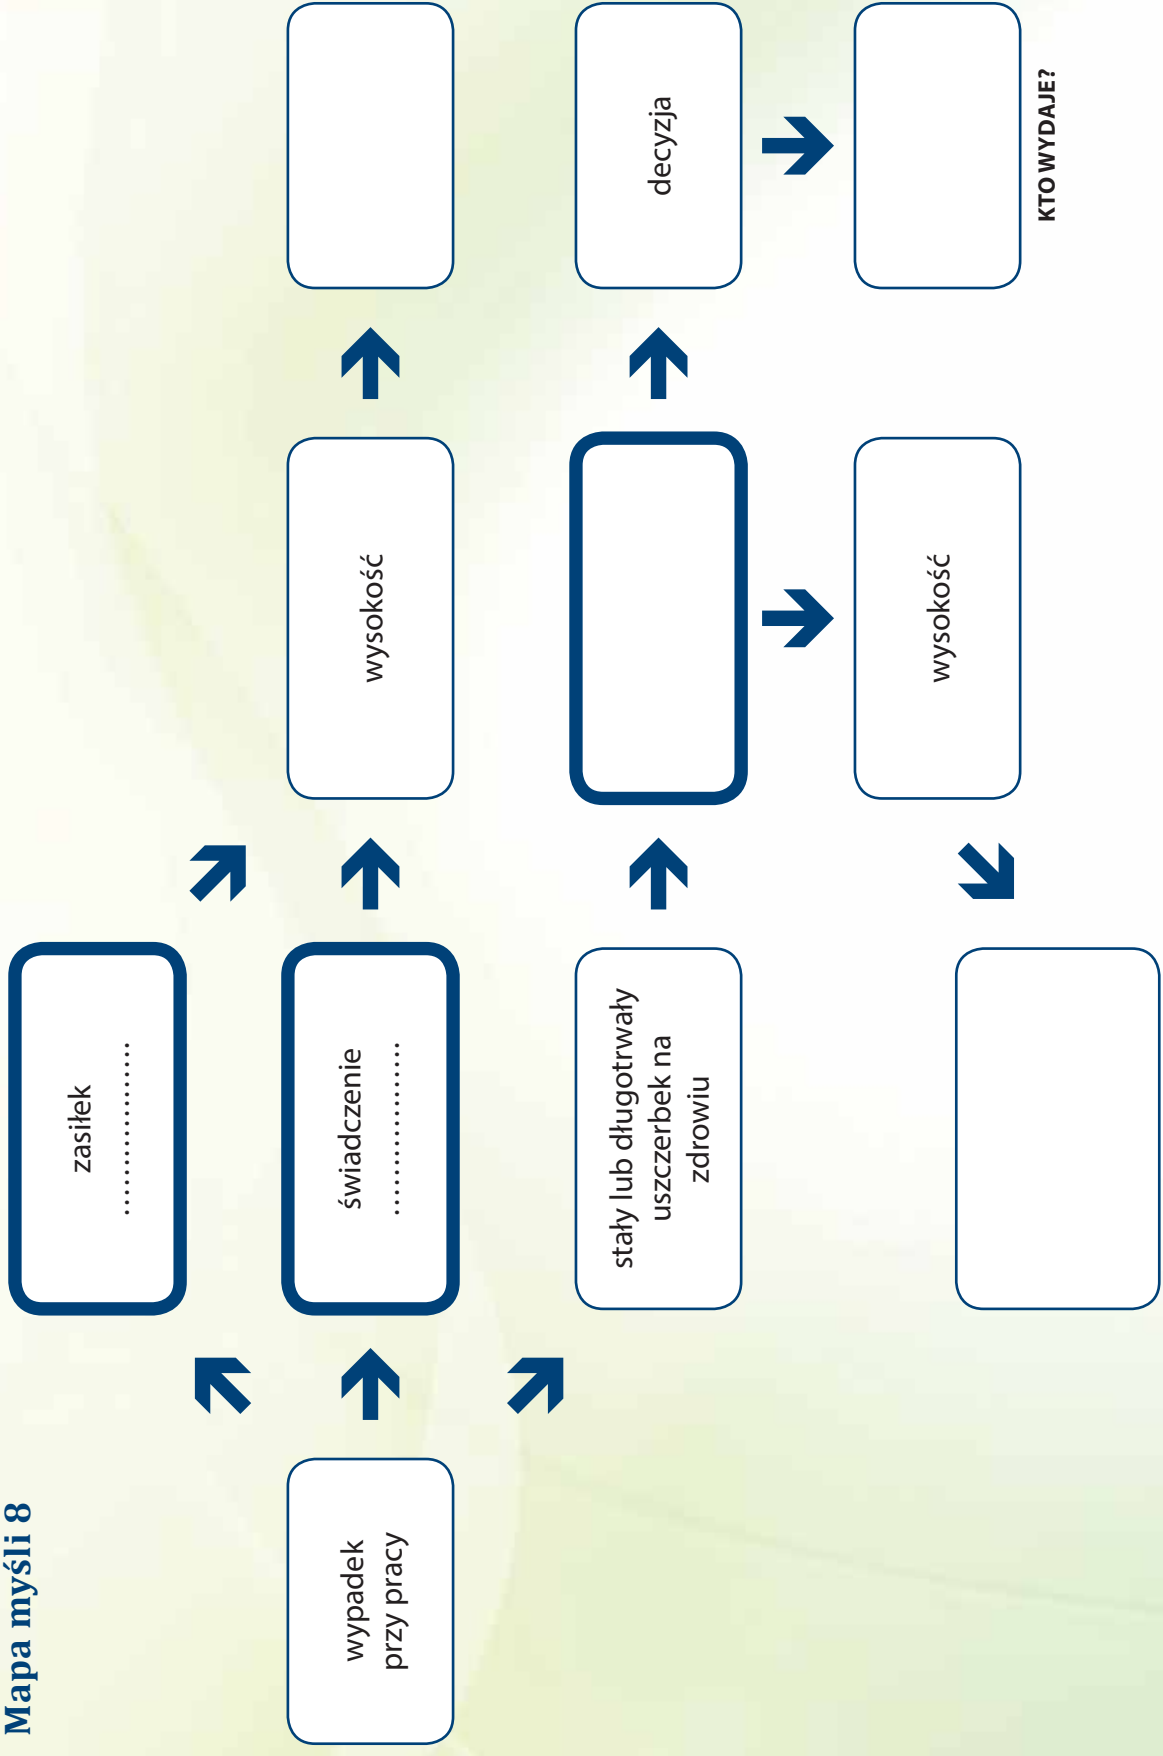 Mapa myśli 8
zasiłek
..................
wypadek
przy pracy
świadczenie
..................
wysokość
stały lub długotrwały
uszczerbek na
zdrowiu
decyzja
wysokość
KTO WYDAJE?